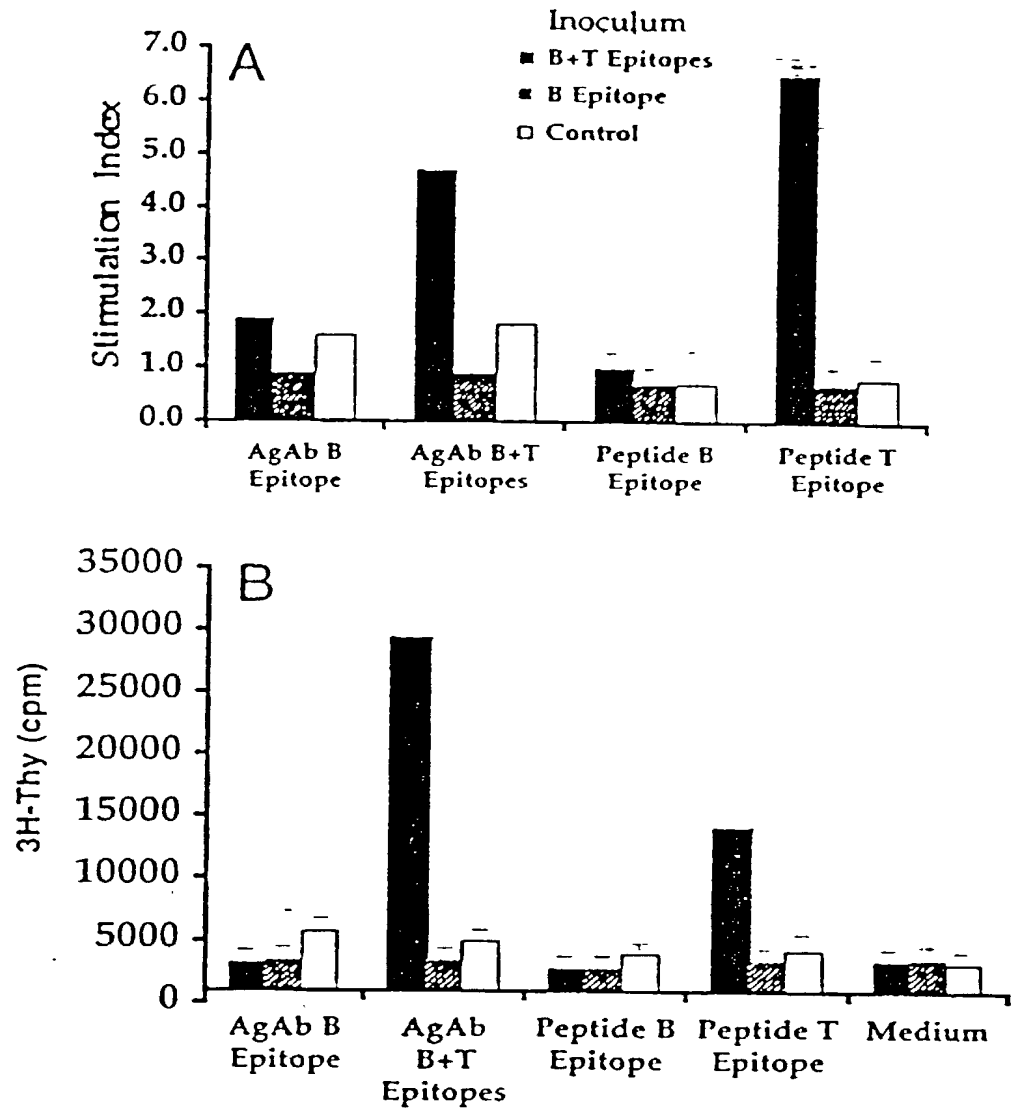 Inoculum
B+T Epitopes
B Epitope
Control
A
Stimulation Index
7.0
6.0
5.0
4.0
3.0
2.0
1.0
0.0
AgAb B
Epitope
AgAb B+T
Epitopes
Peptide B
Epitope
Peptide T
Epitope
B
3H-Thy (cpm)
35000
30000
25000
20000
15000
10000
5000
0
AgAb B
Epitope
AgAb
B+T
Epitopes
Peptide B
Epitope
Peptide T
Epitope
Medium